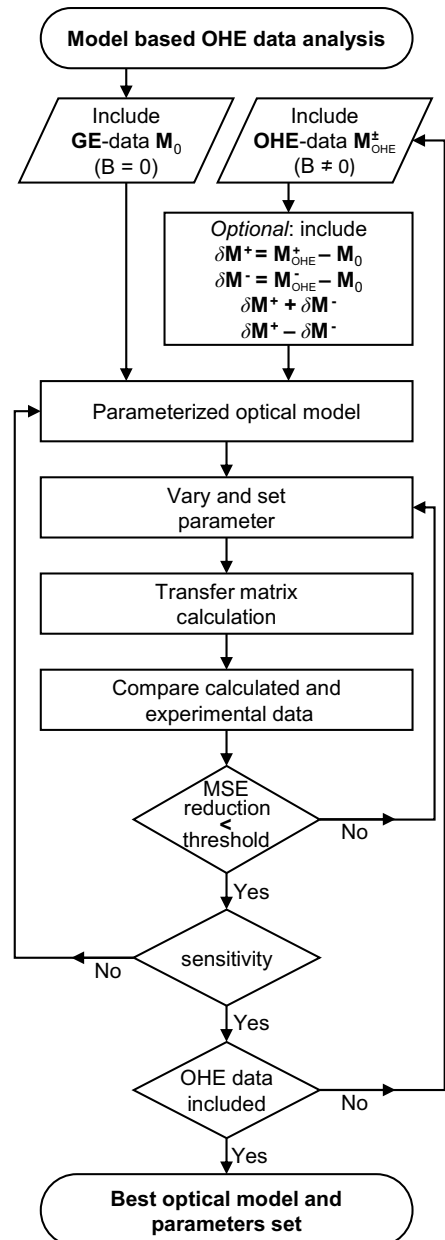 Model based OHE data analysis
Include
GE-data M₀
(B = 0)
Include
OHE-data M±OHE
(B ≠ 0)
Optional: include
δM⁺ = M⁺OHE – M₀
δM⁻ = M⁻OHE – M₀
δM⁺ + δM⁻
δM⁺ – δM⁻
Parameterized optical model
Vary and set
parameter
Transfer matrix
calculation
Compare calculated and
experimental data
MSE
reduction
<
threshold
No
Yes
sensitivity
No
Yes
OHE data
included
No
Yes
Best optical model and
parameters set